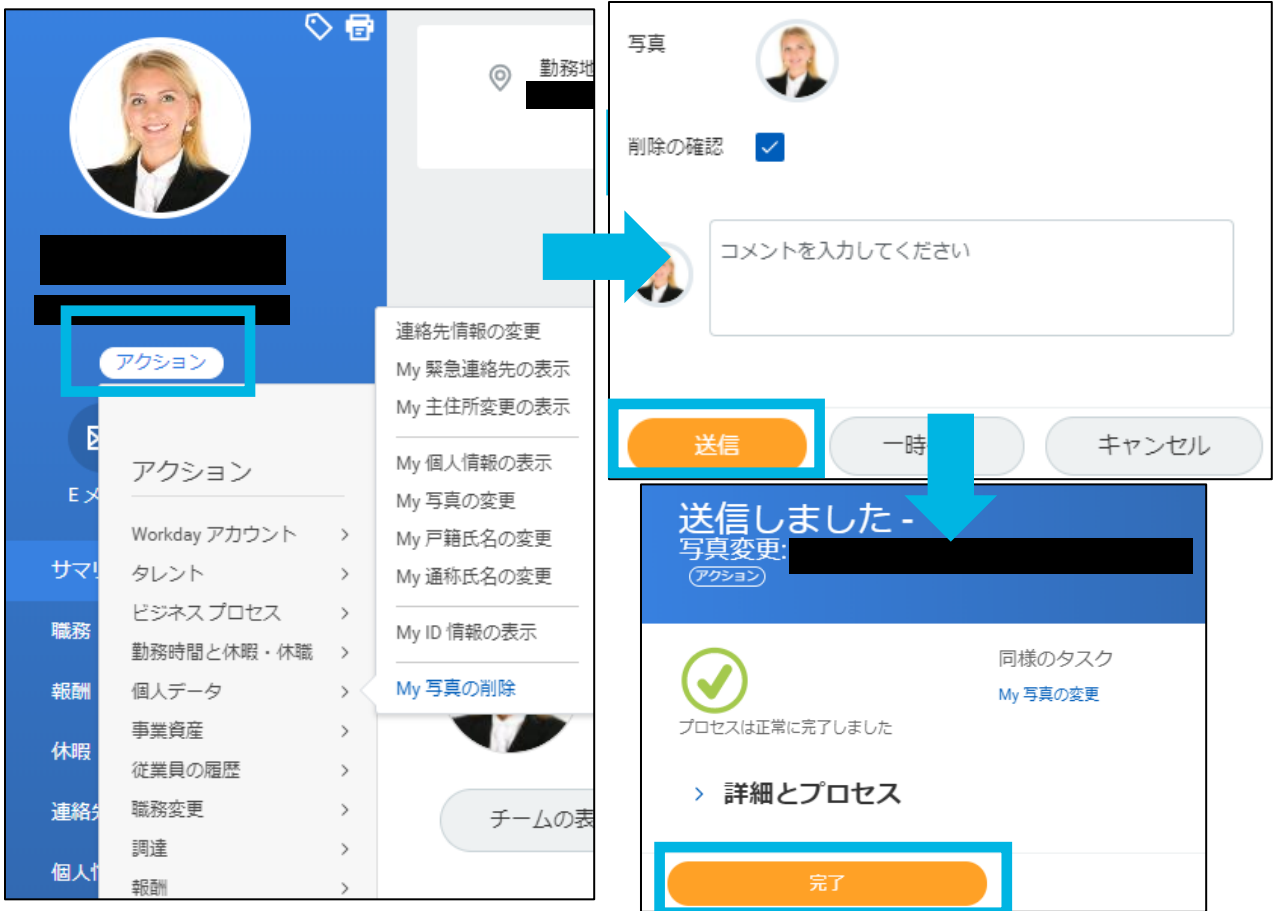 勤務地
アクション
E メ
サマリ
職務
報酬
休暇
連絡先
個人情
アクション
Workday アカウント
タレント
ビジネス プロセス
勤務時間と休暇・休職
個人データ
事業資産
従業員の履歴
職務変更
調達
報酬
連絡先情報の変更
My 緊急連絡先の表示
My 主住所変更の表示
My 個人情報の表示
My 写真の変更
My 戸籍氏名の変更
My 通称氏名の変更
My ID 情報の表示
My 写真の削除
チームの表
写真
削除の確認
コメントを入力してください
送信
一時
キャンセル
送信しました -
写真変更:
アクション
プロセスは正常に完了しました
同様のタスク
My 写真の変更
詳細とプロセス
完了